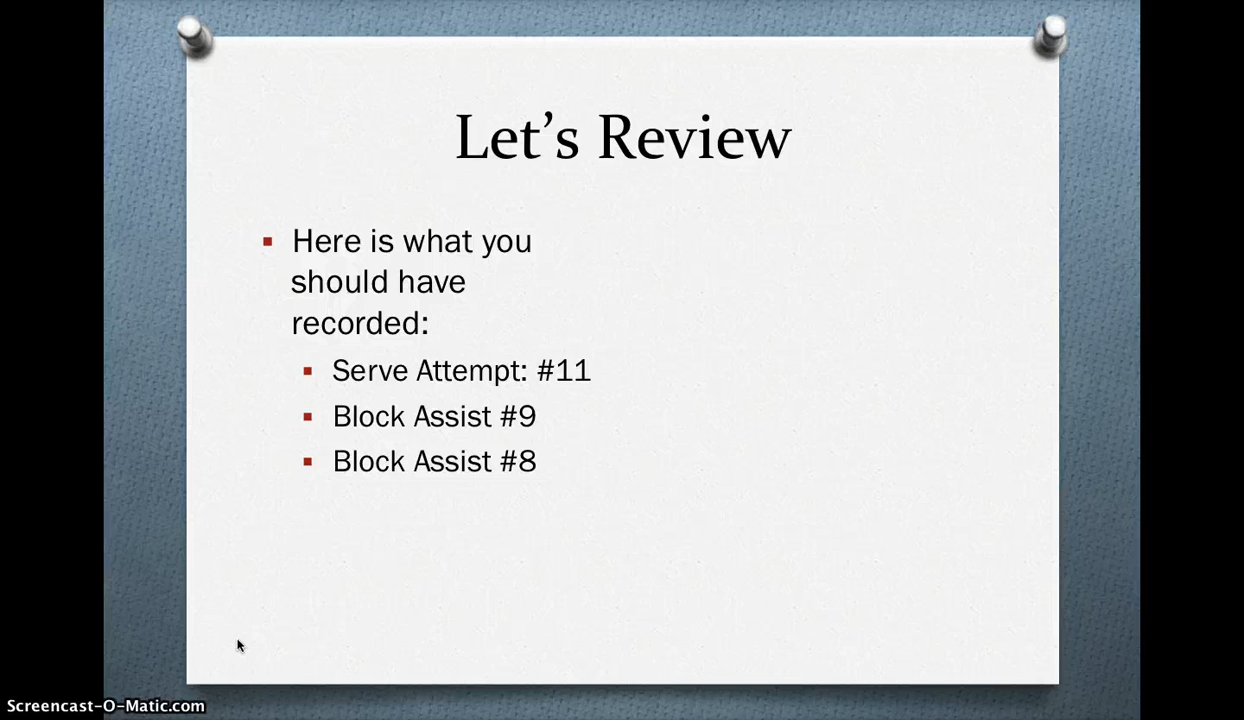 Let's Review
Here is what you
should have
recorded:
Serve Attempt: #11
Block Assist #9
Block Assist #8
Screencast-O-Matic.com